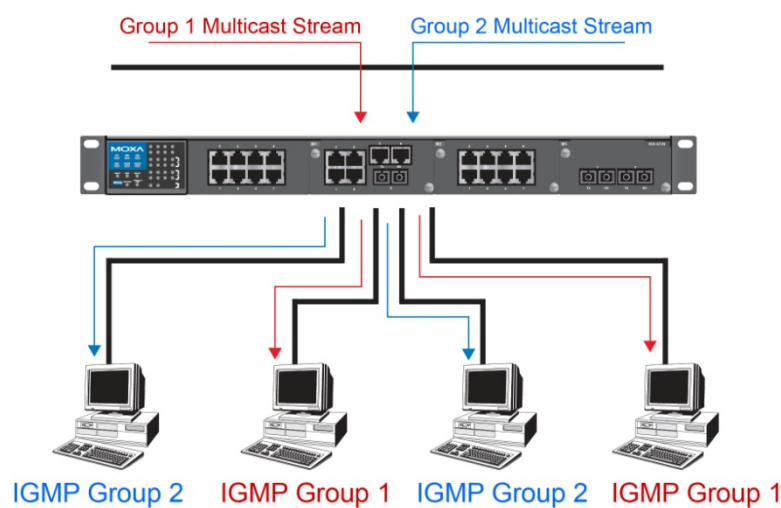 Group 1 Multicast Stream
Group 2 Multicast Stream
MOXA
IGMP Group 2
IGMP Group 1
IGMP Group 2
IGMP Group 1